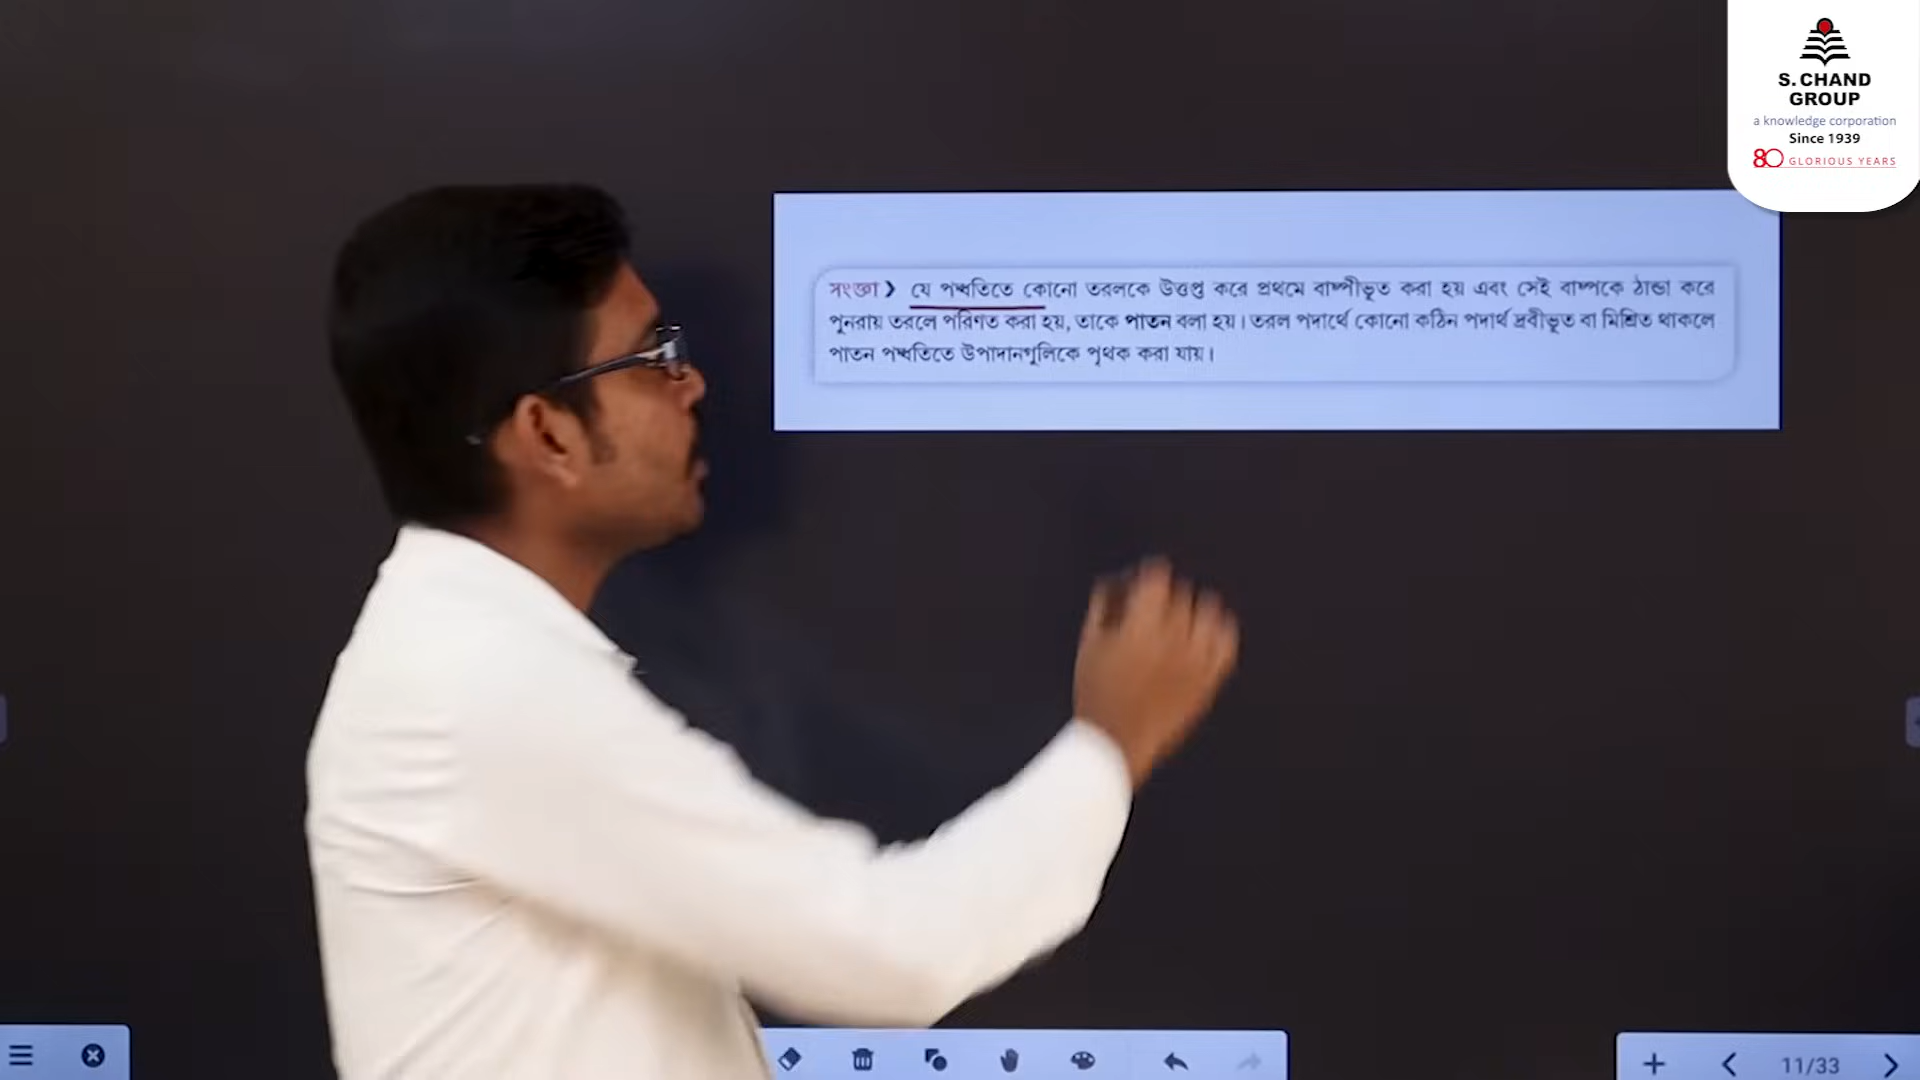 S. CHAND
GROUP
a knowledge corporation
Since 1939
80 GLORIOUS YEARS
সংজ্ঞা ❯ যে পদ্ধতিতে কোনো তরলকে উত্তপ্ত করে প্রথমে বাষ্পীভূত করা হয় এবং সেই বাষ্পকে ঠান্ডা করে
পুনরায় তরলে পরিণত করা হয়, তাকে পাতন বলা হয়। তরল পদার্থে কোনো কঠিন পদার্থ দ্রবীভূত বা মিশ্রিত থাকলে
পাতন পদ্ধতিতে উপাদানগুলিকে পৃথক করা যায়।
11/33